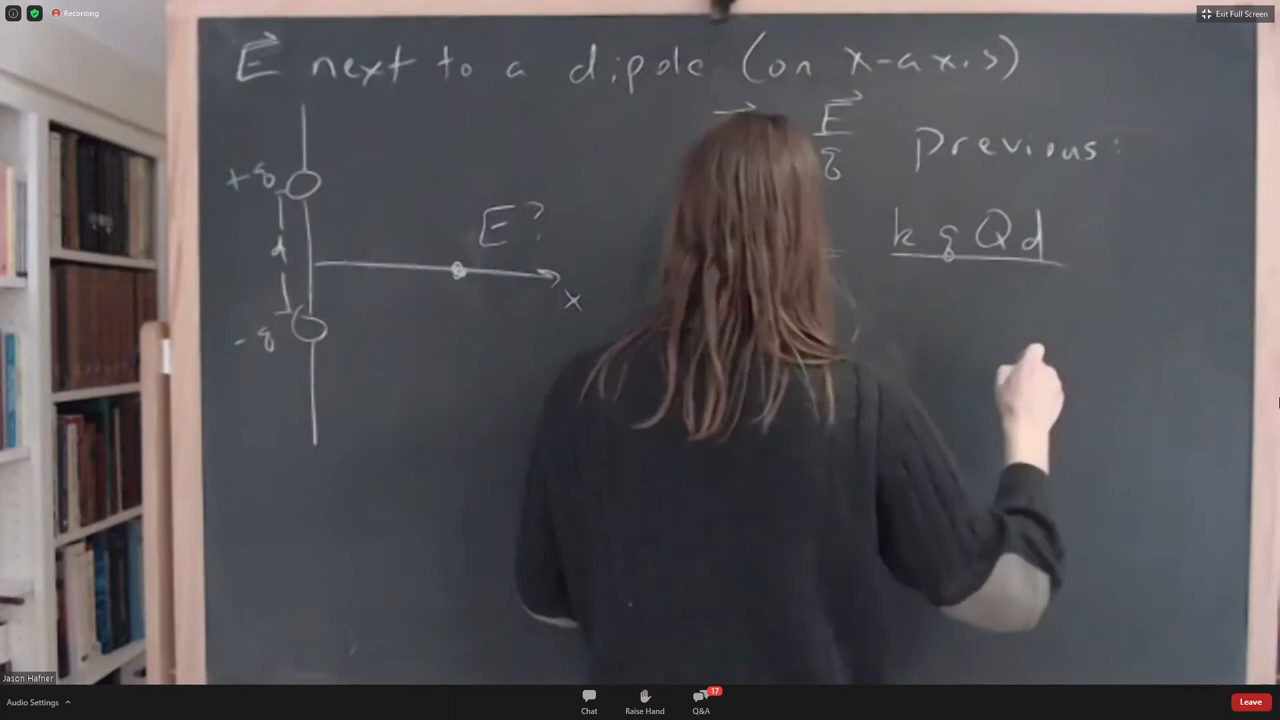 Recording
Exit Full Screen
E next to a dipole (on x-axis)
E
q
Previous:
+q
d
-q
E?
x
=
k q Q d
Jason Hafner
Audio Settings
Chat
Raise Hand
Q&A
17
Leave